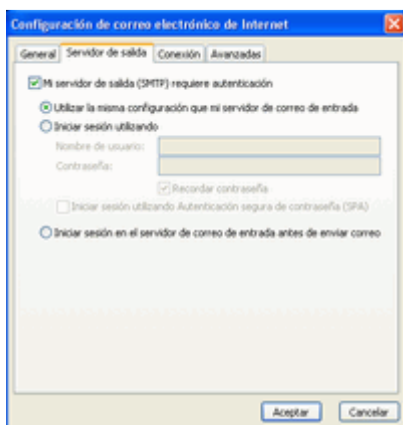 Configuración de correo electrónico de Internet
General Servidor de salida Conexión Avanzadas
Mi servidor de salida (SMTP) requiere autenticación
Utilizar la misma configuración que mi servidor de correo de entrada
Iniciar sesión utilizando
Nombre de usuario:
Contraseña:
Recordar contraseña
Iniciar sesión utilizando Autenticación segura de contraseña (SPA)
Iniciar sesión en el servidor de correo de entrada antes de enviar correo
Aceptar Cancelar